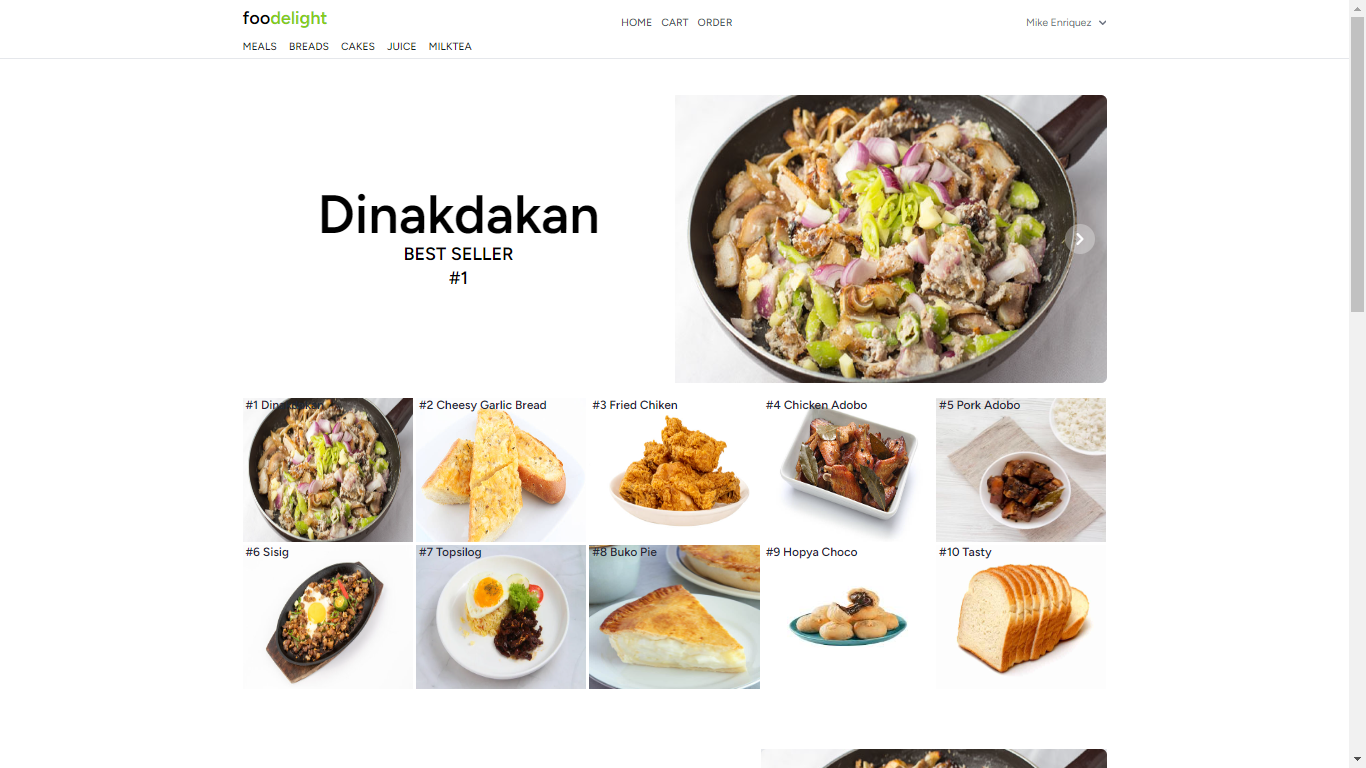 foodelight
HOME CART ORDER
Mike Enriquez
MEALS BREADS CAKES JUICE MILKTEA
Dinakdakan
BEST SELLER
#1
#1 Dinakdakan
#2 Cheesy Garlic Bread
#3 Fried Chiken
#4 Chicken Adobo
#5 Pork Adobo
#6 Sisig
#7 Topsilog
#8 Buko Pie
#9 Hopya Choco
#10 Tasty